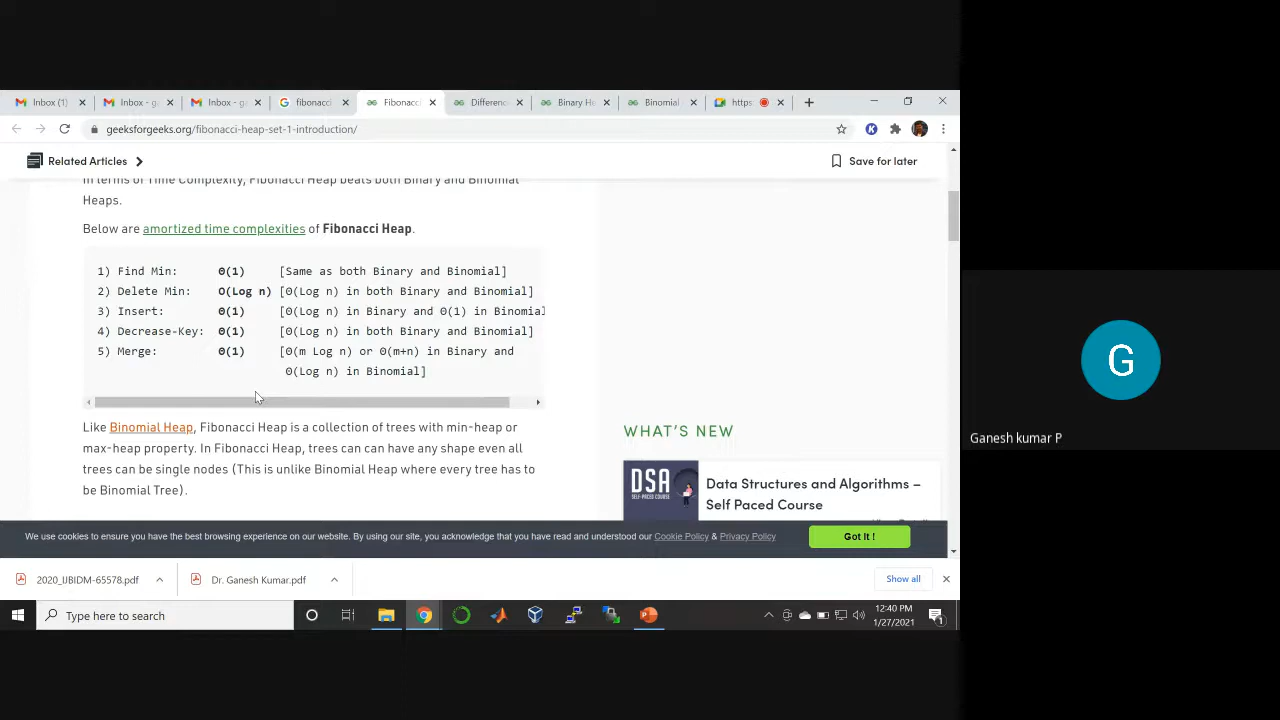 Inbox (1)
Inbox - g
Inbox - g
fibonacci
Fibonacc
Differenc
Binary He
Binomial
https
geeksforgeeks.org/fibonacci-heap-set-1-introduction/
Related Articles
Save for later
In terms of Time Complexity, Fibonacci Heap beats both Binary and Binomial
Heaps.
Below are amortized time complexities of Fibonacci Heap.
1) Find Min: Θ(1) [Same as both Binary and Binomial]
2) Delete Min: O(Log n) [Θ(Log n) in both Binary and Binomial]
3) Insert: Θ(1) [Θ(Log n) in Binary and Θ(1) in Binomial
4) Decrease-Key: Θ(1) [Θ(Log n) in both Binary and Binomial]
5) Merge: Θ(1) [Θ(m Log n) or Θ(m+n) in Binary and
Θ(Log n) in Binomial]
Like Binomial Heap, Fibonacci Heap is a collection of trees with min-heap or
max-heap property. In Fibonacci Heap, trees can can have any shape even all
trees can be single nodes (This is unlike Binomial Heap where every tree has to
be Binomial Tree).
WHAT'S NEW
DSA
SELF-PACED COURSE
Data Structures and Algorithms –
Self Paced Course
We use cookies to ensure you have the best browsing experience on our website. By using our site, you acknowledge that you have read and understood our Cookie Policy & Privacy Policy
Got It !
2020_IJBIDM-65578.pdf
Dr. Ganesh Kumar.pdf
Show all
Type here to search
12:40 PM
1/27/2021
G
Ganesh kumar P